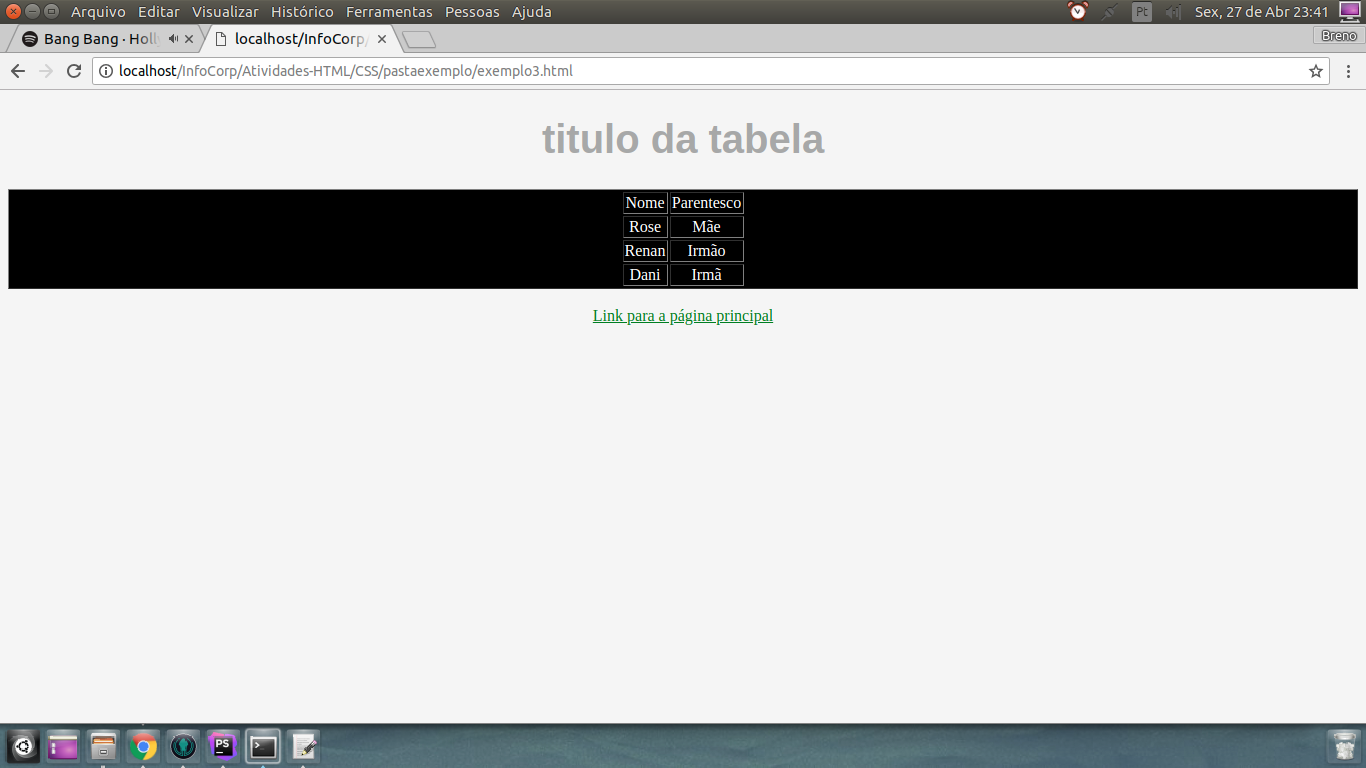 Arquivo Editar Visualizar Histórico Ferramentas Pessoas Ajuda Pt Sex, 27 de Abr 23:41
Bang Bang · Holly localhost/InfoCorp/ Breno
localhost/InfoCorp/Atividades-HTML/CSS/pastaexemplo/exemplo3.html
titulo da tabela
Nome Parentesco
Rose Mãe
Renan Irmão
Dani Irmã
Link para a página principal
PS